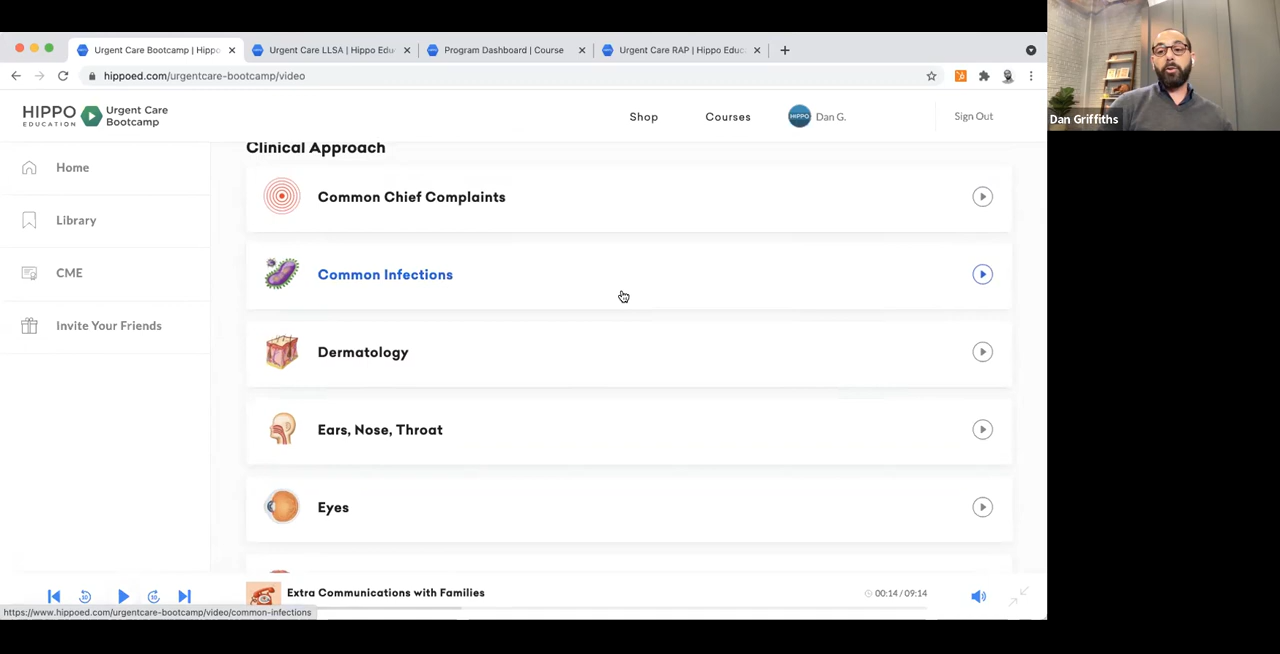 Urgent Care Bootcamp | Hippo
Urgent Care LLSA | Hippo Edu
Program Dashboard | Course
Urgent Care RAP | Hippo Educ
hippoed.com/urgentcare-bootcamp/video
HIPPO EDUCATION
Urgent Care Bootcamp
Shop
Courses
HIPPO
Dan G.
Sign Out
Dan Griffiths
Home
Library
CME
Invite Your Friends
Clinical Approach
Common Chief Complaints
Common Infections
Dermatology
Ears, Nose, Throat
Eyes
30
Extra Communications with Families
00:14 / 09:14
https://www.hippoed.com/urgentcare-bootcamp/video/common-infections